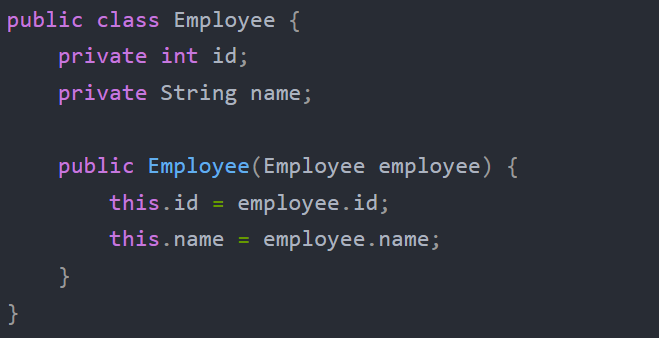 public class Employee {
    private int id;
    private String name;

    public Employee(Employee employee) {
        this.id = employee.id;
        this.name = employee.name;
    }
}